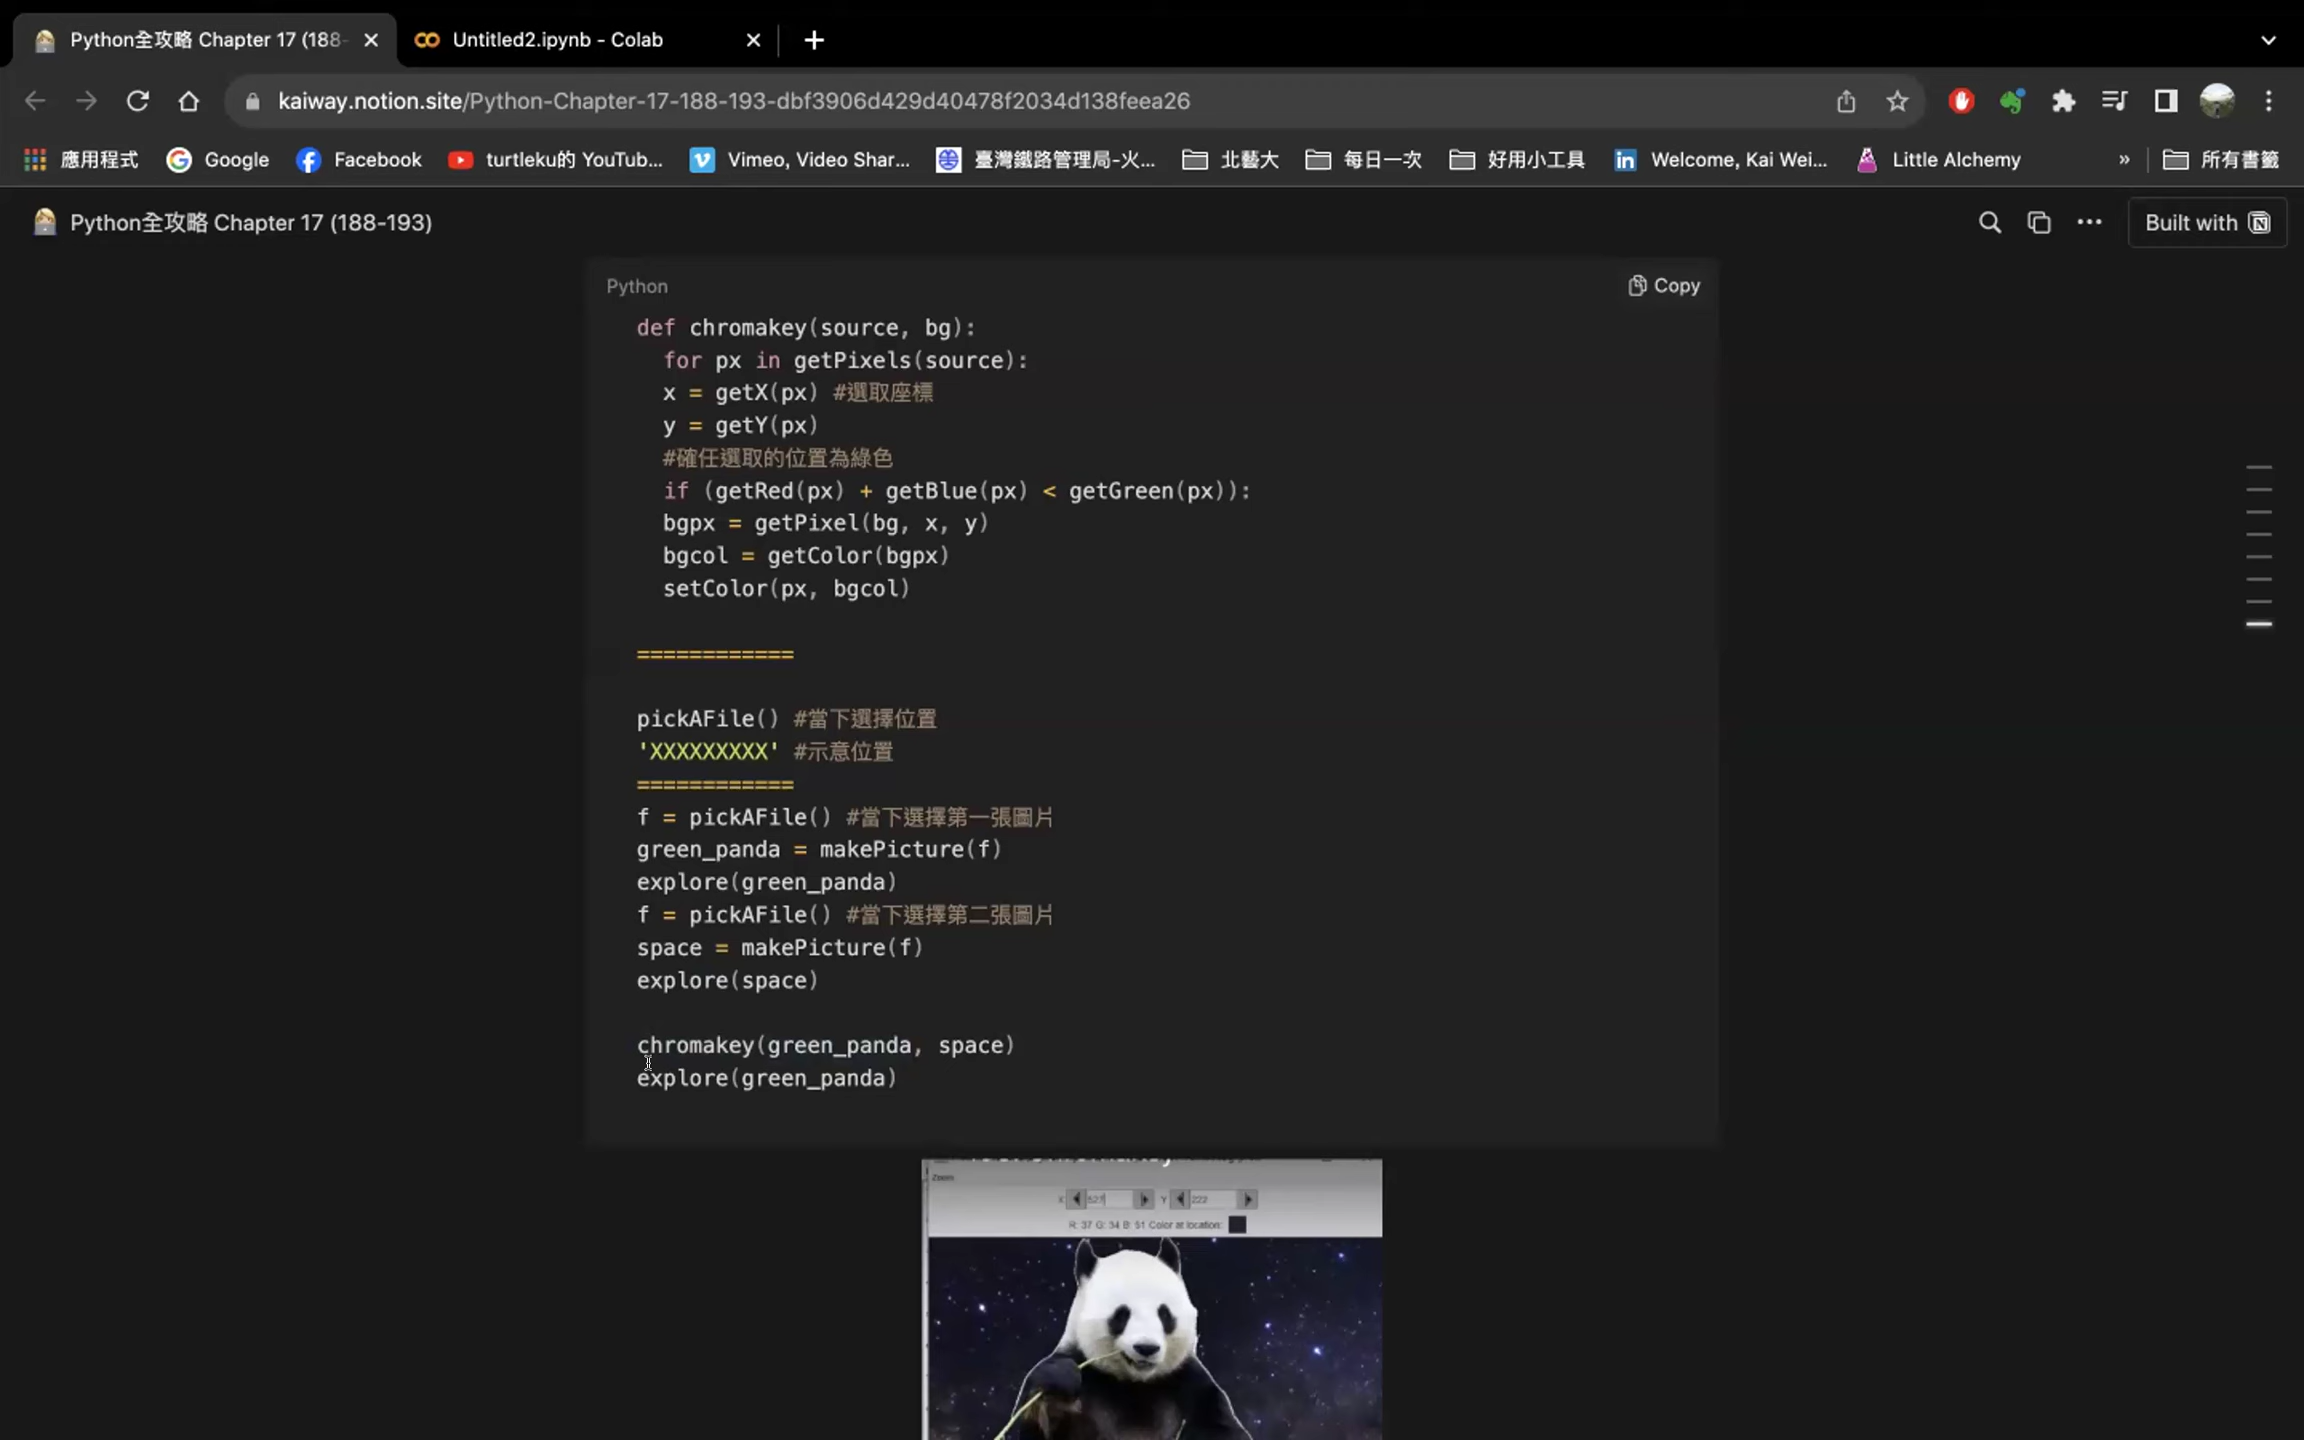 Python全攻略 Chapter 17 (188-
Untitled2.ipynb - Colab
kaiway.notion.site/Python-Chapter-17-188-193-dbf3906d429d40478f2034d138feea26
應用程式
Google
Facebook
turtleku的 YouTub...
Vimeo, Video Shar...
臺灣鐵路管理局-火...
北藝大
每日一次
好用小工具
Welcome, Kai Wei...
Little Alchemy
»
所有書籤
Python全攻略 Chapter 17 (188-193)
Built with
Python
Copy
def chromakey(source, bg):
for px in getPixels(source):
x = getX(px) #選取座標
y = getY(px)
#確任選取的位置為綠色
if (getRed(px) + getBlue(px) < getGreen(px)):
bgpx = getPixel(bg, x, y)
bgcol = getColor(bgpx)
setColor(px, bgcol)
============
pickAFile() #當下選擇位置
'XXXXXXXXX' #示意位置
============
f = pickAFile() #當下選擇第一張圖片
green_panda = makePicture(f)
explore(green_panda)
f = pickAFile() #當下選擇第二張圖片
space = makePicture(f)
explore(space)
chromakey(green_panda, space)
explore(green_panda)
Zoom
X: 527 Y 222
R: 37 G: 34 B: 51 Color at location: